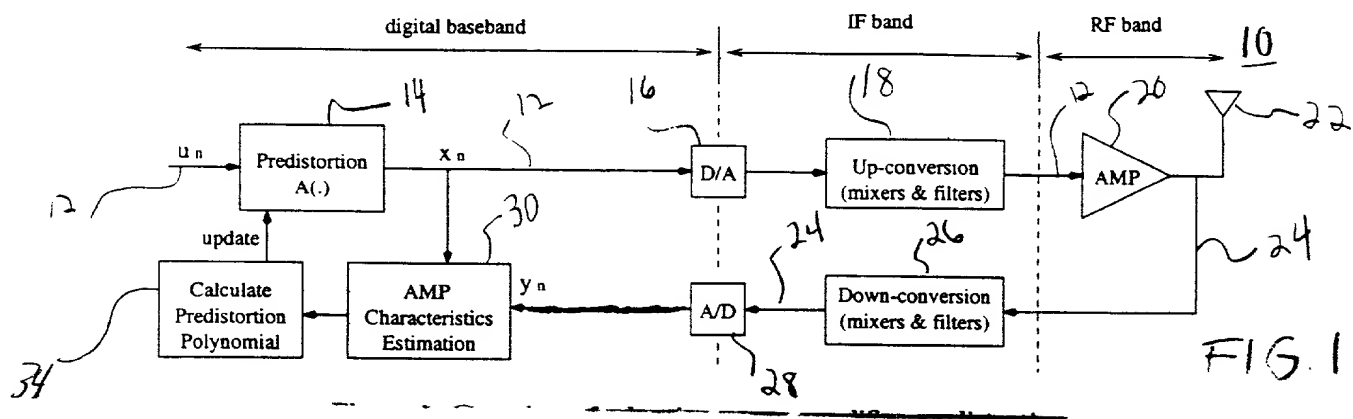 digital baseband
IF band
RF band
10
14
12
16
18
12
20
22
u n
Predistortion
A(.)
x n
D/A
Up-conversion
(mixers & filters)
AMP
12
update
30
24
26
24
34
Calculate
Predistortion
Polynomial
AMP
Characteristics
Estimation
y n
A/D
Down-conversion
(mixers & filters)
28
FIG. 1